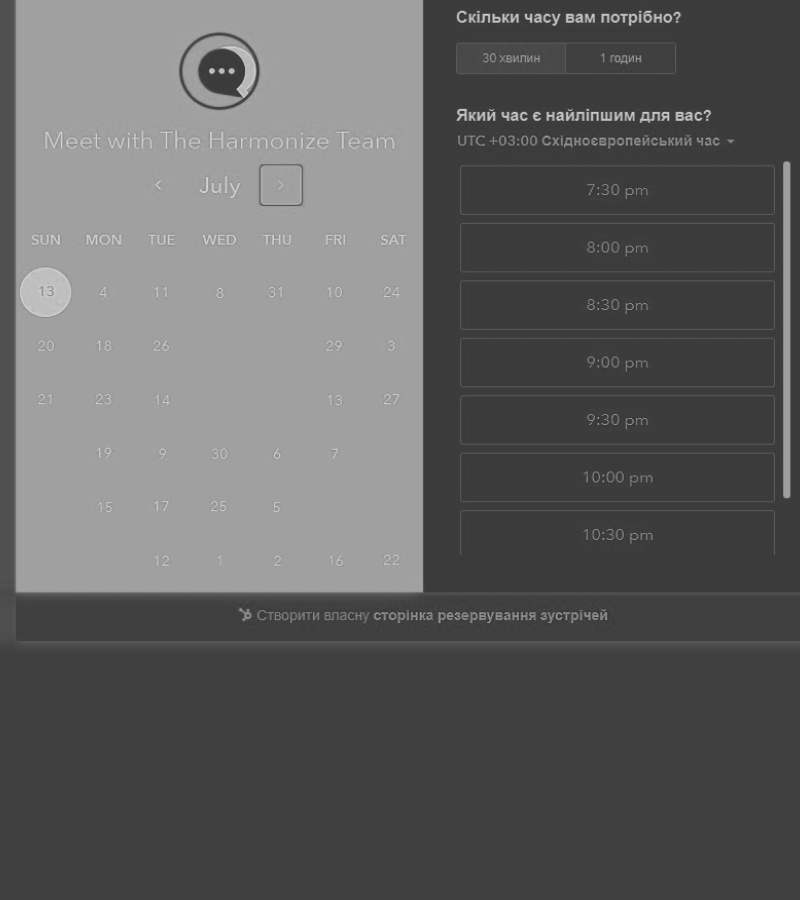 Meet with The Harmonize Team
July
SUN MON TUE WED THU FRI SAT
13 4 11 8 31 10 24
20 18 26 29 3
21 23 14 13 27
19 9 30 6 7
15 17 25 5
12 1 2 16 22
Скільки часу вам потрібно?
30 хвилин 1 годин
Який час є найліпшим для вас?
UTC +03:00 Східноєвропейський час
7:30 pm
8:00 pm
8:30 pm
9:00 pm
9:30 pm
10:00 pm
10:30 pm
Створити власну сторінка резервування зустрічей